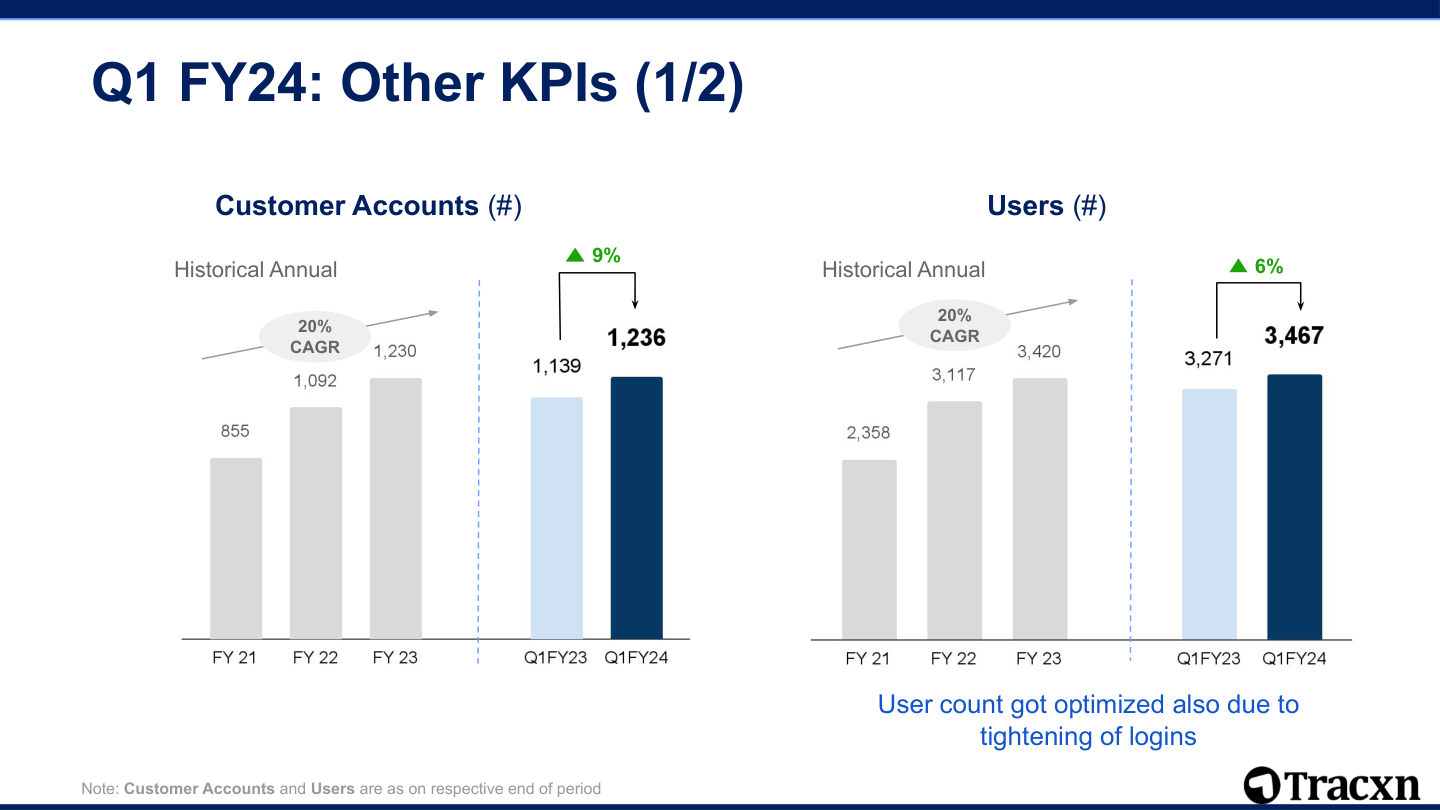 Q1 FY24: Other KPIs (1/2)
Customer Accounts (#)
Historical Annual
20%
CAGR
9%
855
1,092
1,230
1,139
1,236
FY 21
FY 22
FY 23
Q1FY23
Q1FY24
Users (#)
Historical Annual
20%
CAGR
6%
2,358
3,117
3,420
3,271
3,467
FY 21
FY 22
FY 23
Q1FY23
Q1FY24
User count got optimized also due to
tightening of logins
Note: Customer Accounts and Users are as on respective end of period
Tracxn